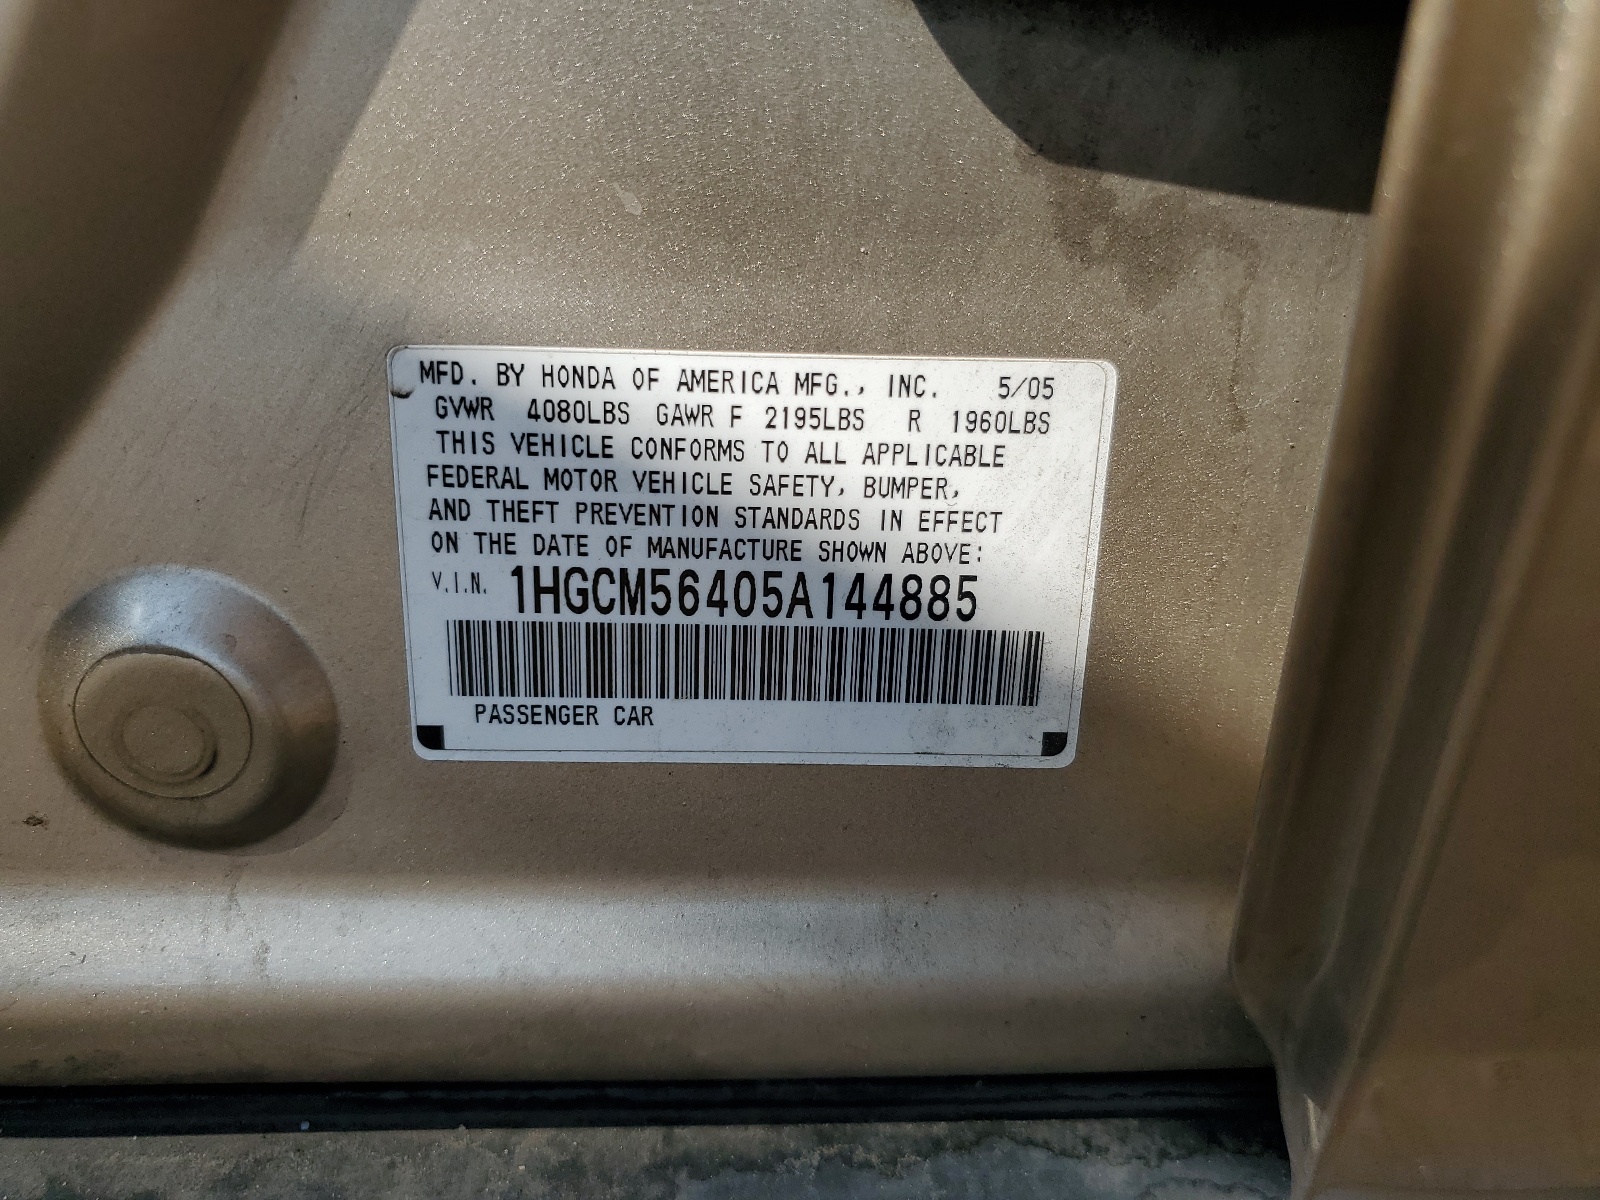 MFD. BY HONDA OF AMERICA MFG., INC. 5/05
GVWR 4080LBS GAWR F 2195LBS R 1960LBS
THIS VEHICLE CONFORMS TO ALL APPLICABLE
FEDERAL MOTOR VEHICLE SAFETY, BUMPER,
AND THEFT PREVENTION STANDARDS IN EFFECT
ON THE DATE OF MANUFACTURE SHOWN ABOVE:
V.I.N. 1HGCM56405A144885
PASSENGER CAR